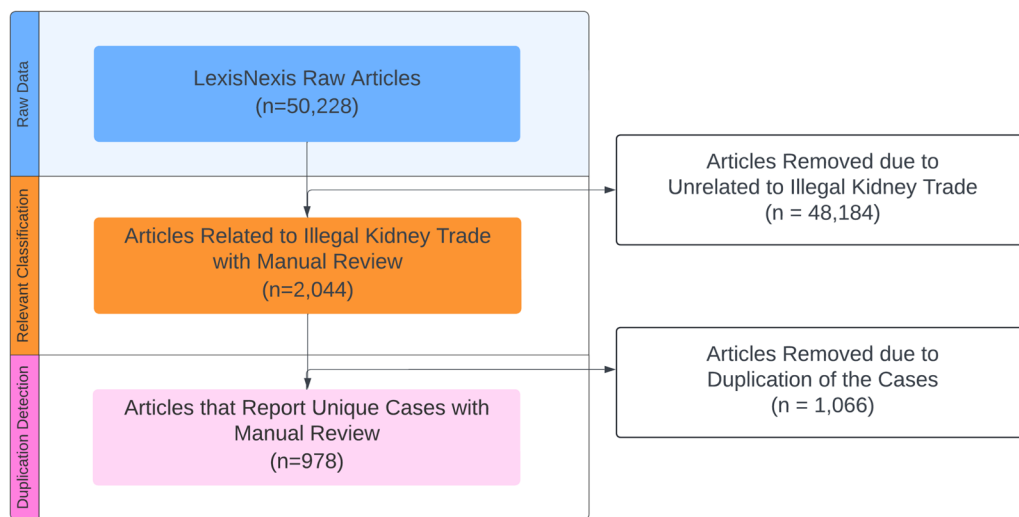 Raw Data
LexisNexis Raw Articles
(n=50,228)
Articles Removed due to
Unrelated to Illegal Kidney Trade
(n = 48,184)
Relevant Classification
Articles Related to Illegal Kidney Trade
with Manual Review
(n=2,044)
Articles Removed due to
Duplication of the Cases
(n = 1,066)
Duplication Detection
Articles that Report Unique Cases with
Manual Review
(n=978)